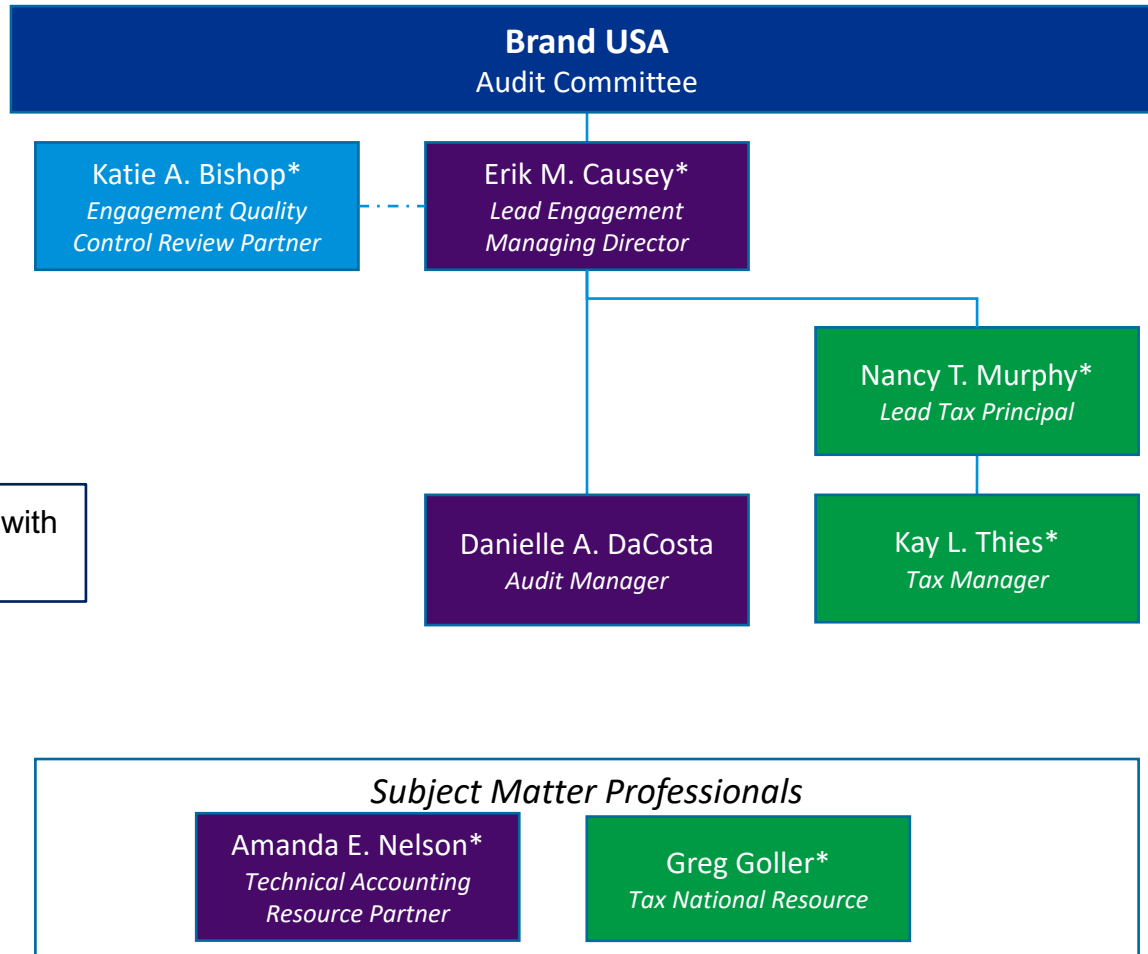 Brand USA
Audit Committee
Katie A. Bishop*
Engagement Quality
Control Review Partner
Erik M. Causey*
Lead Engagement
Managing Director
Nancy T. Murphy*
Lead Tax Principal
with
Danielle A. DaCosta
Audit Manager
Kay L. Thies*
Tax Manager
Subject Matter Professionals
Amanda E. Nelson*
Technical Accounting
Resource Partner
Greg Goller*
Tax National Resource